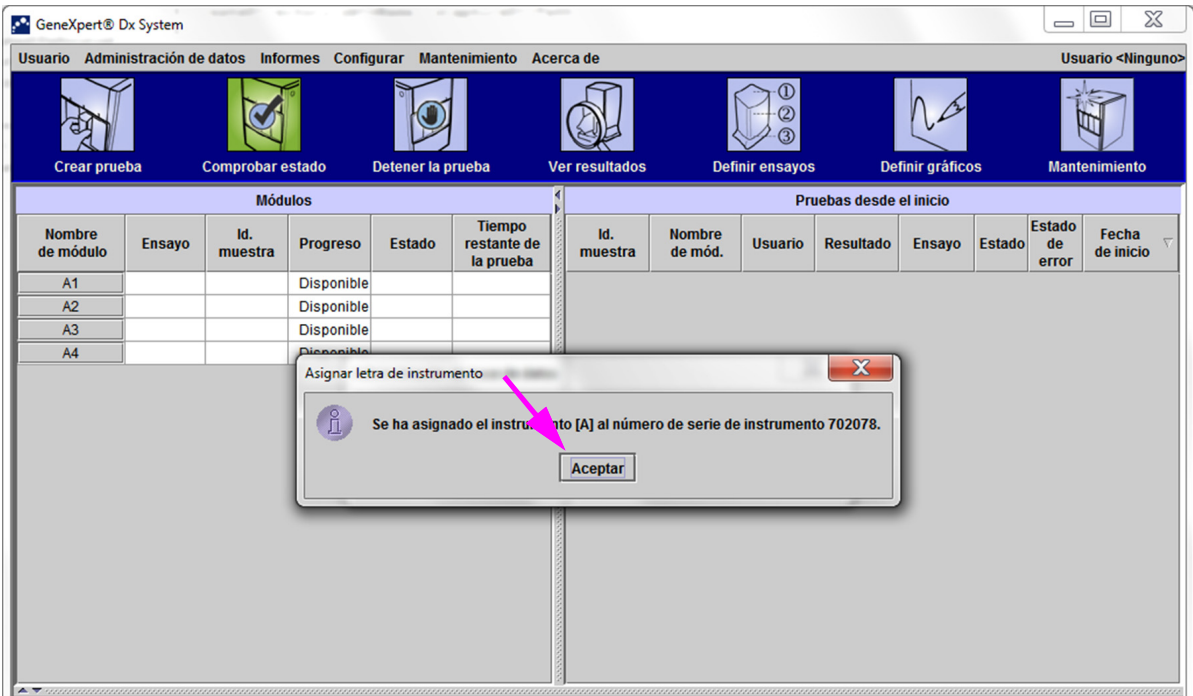 GeneXpert® Dx System
Usuario Administración de datos Informes Configurar Mantenimiento Acerca de Usuario <Ninguno>
①
②
③
Crear prueba Comprobar estado Detener la prueba Ver resultados Definir ensayos Definir gráficos Mantenimiento
Módulos
Nombre de módulo Ensayo Id. muestra Progreso Estado Tiempo restante de la prueba
A1 Disponible
A2 Disponible
A3 Disponible
A4 Disponible
Pruebas desde el inicio
Id. muestra Nombre de mód. Usuario Resultado Ensayo Estado Estado de error Fecha de inicio
Asignar letra de instrumento
Se ha asignado el instrumento [A] al número de serie de instrumento 702078.
Aceptar